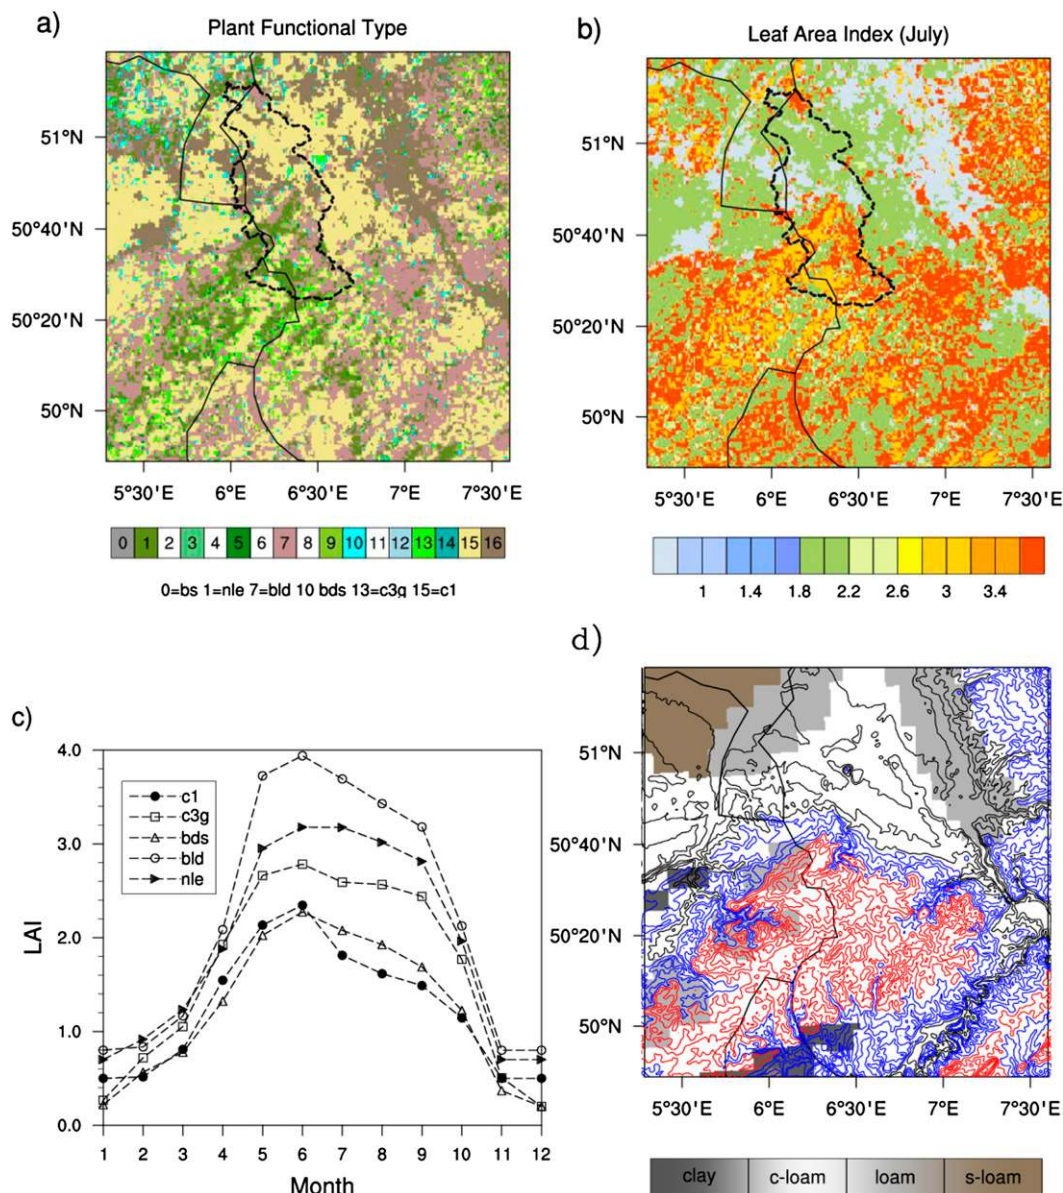 a)
Plant Functional Type
51°N
50°40'N
50°20'N
50°N
5°30'E 6°E 6°30'E 7°E 7°30'E
0 1 2 3 4 5 6 7 8 9 10 11 12 13 14 15 16
0=bs 1=nle 7=bld 10 bds 13=c3g 15=c1
b)
Leaf Area Index (July)
51°N
50°40'N
50°20'N
50°N
5°30'E 6°E 6°30'E 7°E 7°30'E
1 1.4 1.8 2.2 2.6 3 3.4
c)
4.0
3.0
2.0
1.0
0.0
LAI
c1
c3g
bds
bld
nle
1 2 3 4 5 6 7 8 9 10 11 12
Month
d)
51°N
50°40'N
50°20'N
50°N
5°30'E 6°E 6°30'E 7°E 7°30'E
clay c-loam loam s-loam